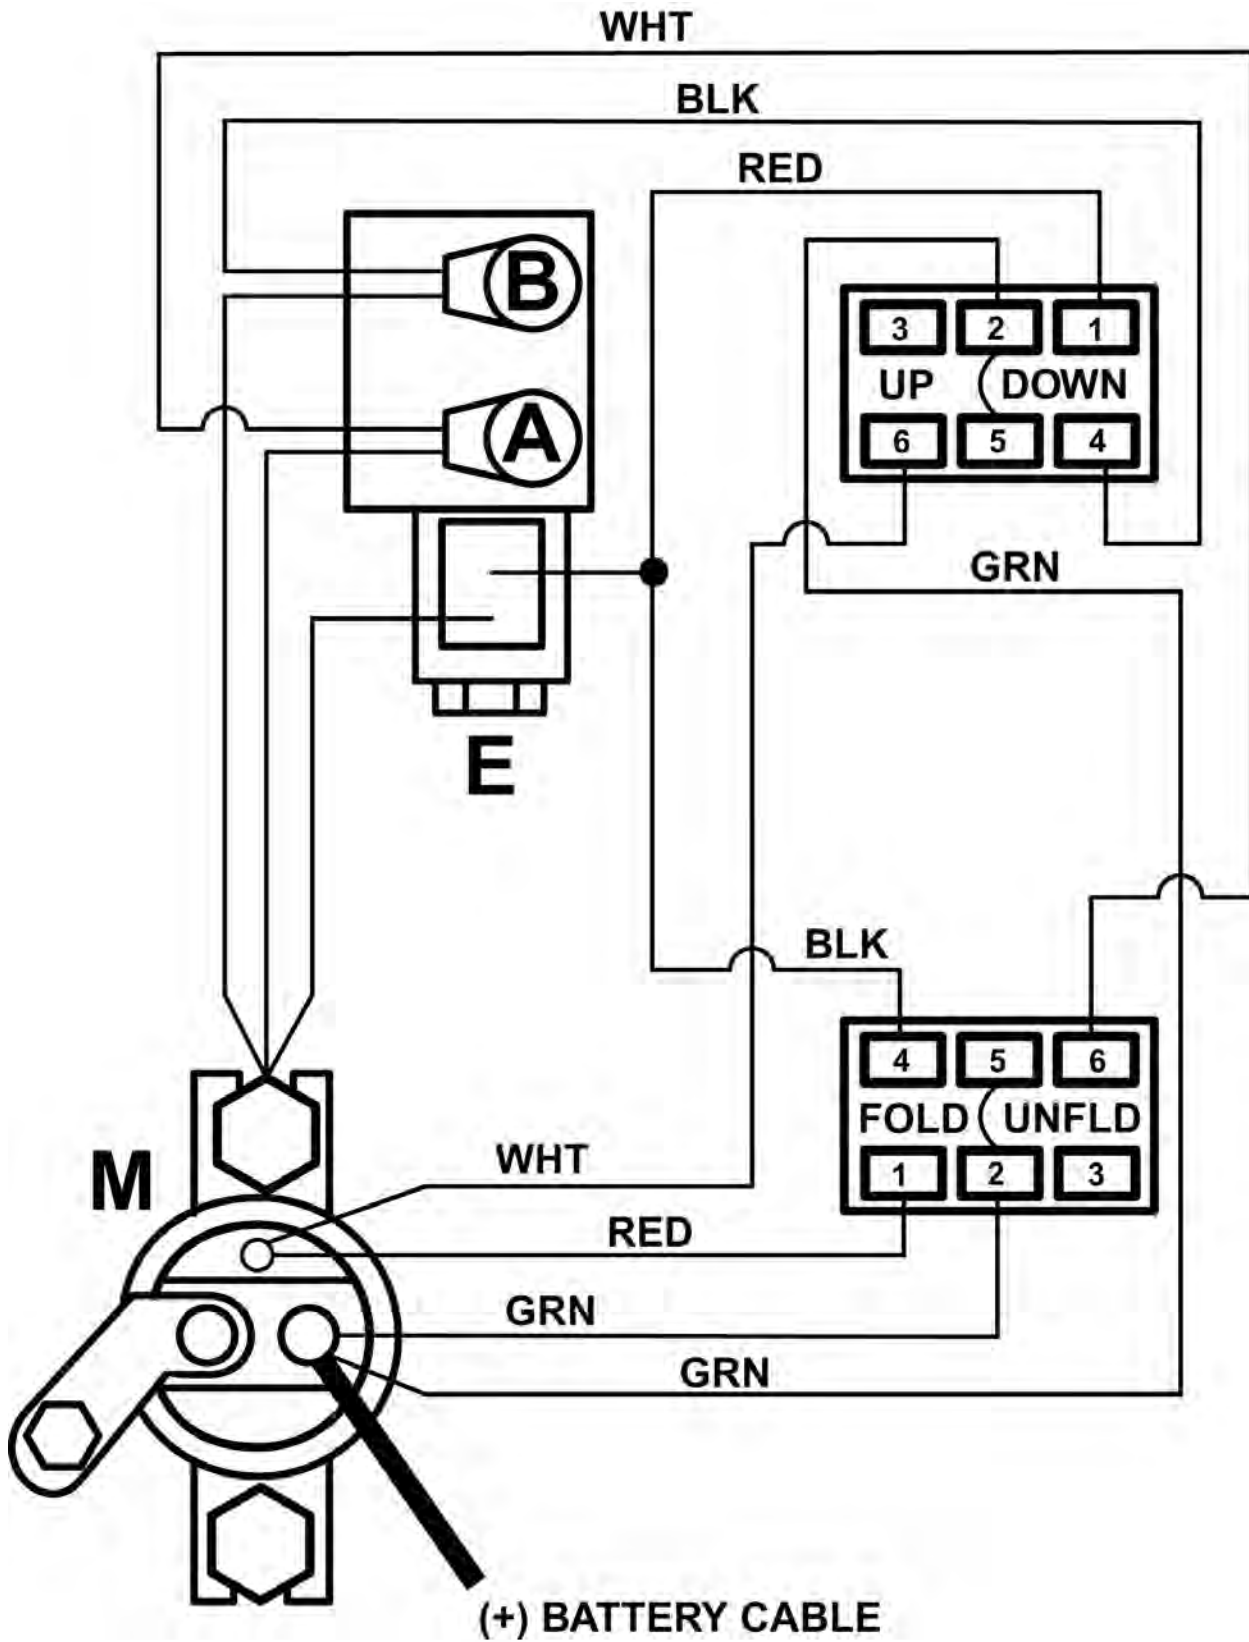 WHT
BLK
RED
B
3 2 1
UP DOWN
A
6 5 4
GRN
E
BLK
4 5 6
FOLD UNFLD
M
WHT
1 2 3
RED
GRN
GRN
(+) BATTERY CABLE